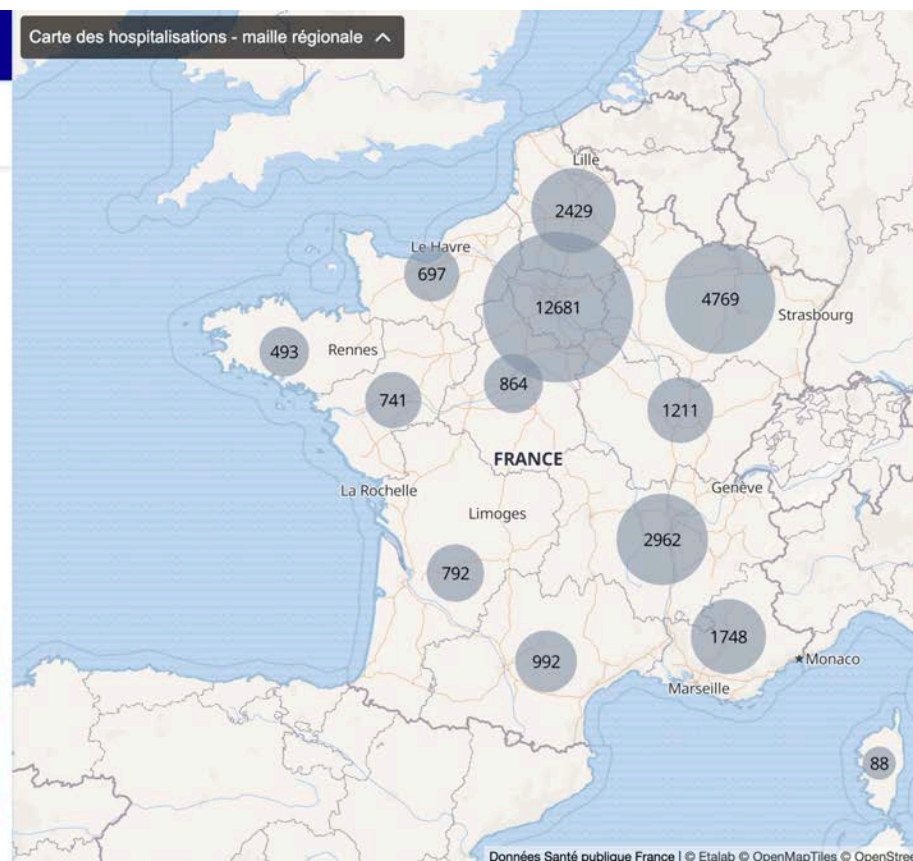 Carte des hospitalisations - maille régionale
Lille
2429
Le Havre
697
12681
4769
Strasbourg
493
Rennes
864
741
1211
FRANCE
Genève
La Rochelle
Limoges
2962
792
1748
992
Monaco
Marseille
88
Données Santé publique France | © Etalab © OpenMapTiles © OpenStree